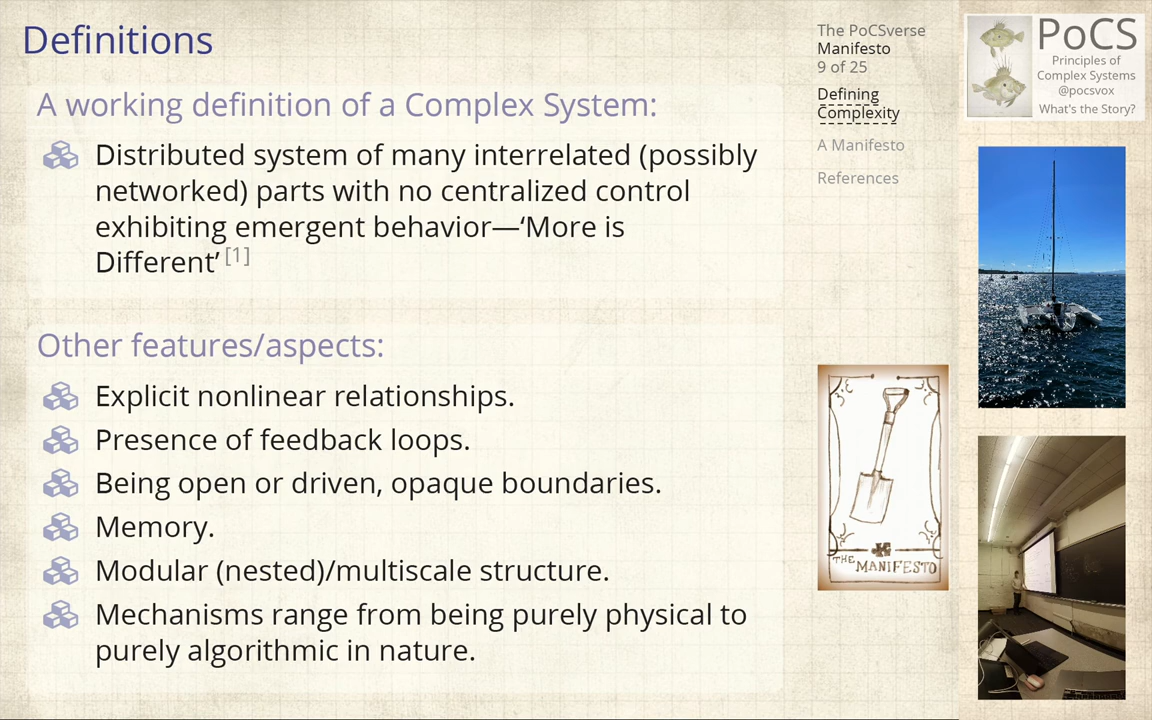 Definitions
A working definition of a Complex System:
Distributed system of many interrelated (possibly
networked) parts with no centralized control
exhibiting emergent behavior—‘More is
Different’ [1]
Other features/aspects:
Explicit nonlinear relationships.
Presence of feedback loops.
Being open or driven, opaque boundaries.
Memory.
Modular (nested)/multiscale structure.
Mechanisms range from being purely physical to
purely algorithmic in nature.
The PoCSverse
Manifesto
9 of 25
Defining
Complexity
A Manifesto
References
THE MANIFESTO
PoCS
Principles of
Complex Systems
@pocsvox
What's the Story?